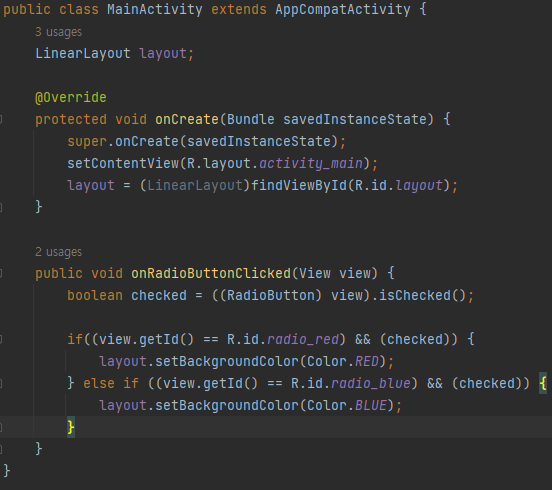 public class MainActivity extends AppCompatActivity {
3 usages
LinearLayout layout;
@Override
protected void onCreate(Bundle savedInstanceState) {
super.onCreate(savedInstanceState);
setContentView(R.layout.activity_main);
layout = (LinearLayout)findViewById(R.id.layout);
}
2 usages
public void onRadioButtonClicked(View view) {
boolean checked = ((RadioButton) view).isChecked();
if((view.getId() == R.id.radio_red) && (checked)) {
layout.setBackgroundColor(Color.RED);
} else if ((view.getId() == R.id.radio_blue) && (checked)) {
layout.setBackgroundColor(Color.BLUE);
}
}
}